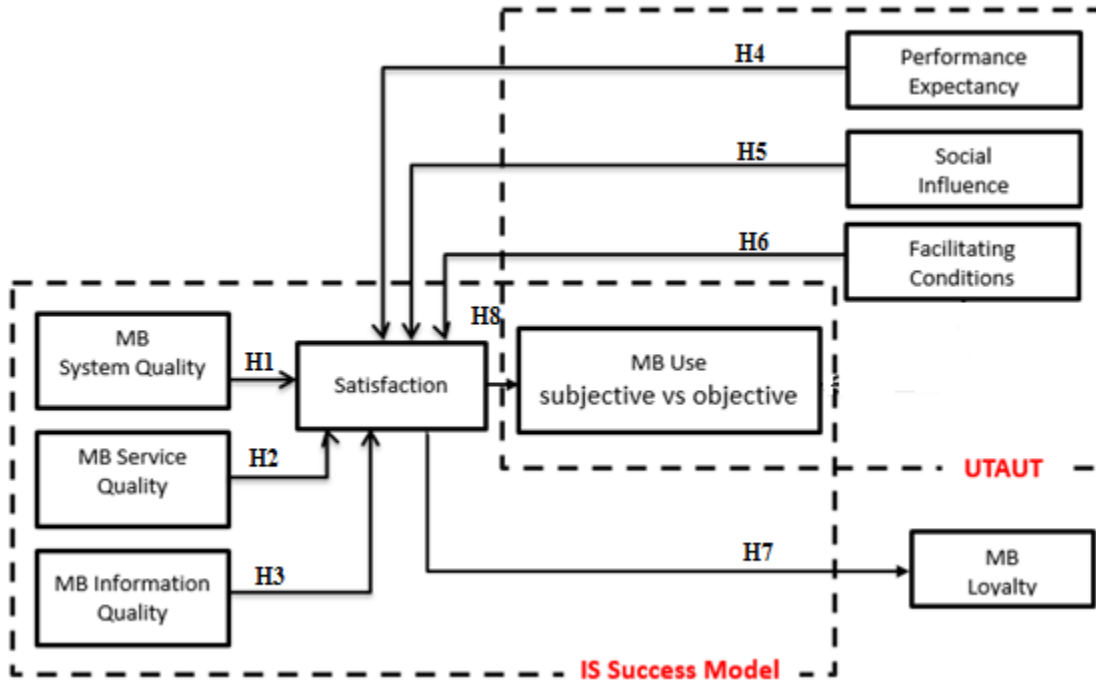 H4
Performance
Expectancy
H5
Social
Influence
H6
Facilitating
Conditions
MB
System Quality
H1
Satisfaction
H8
MB Use
subjective vs objective
MB Service
Quality
H2
UTAUT
MB Information
Quality
H3
H7
MB
Loyalty
IS Success Model